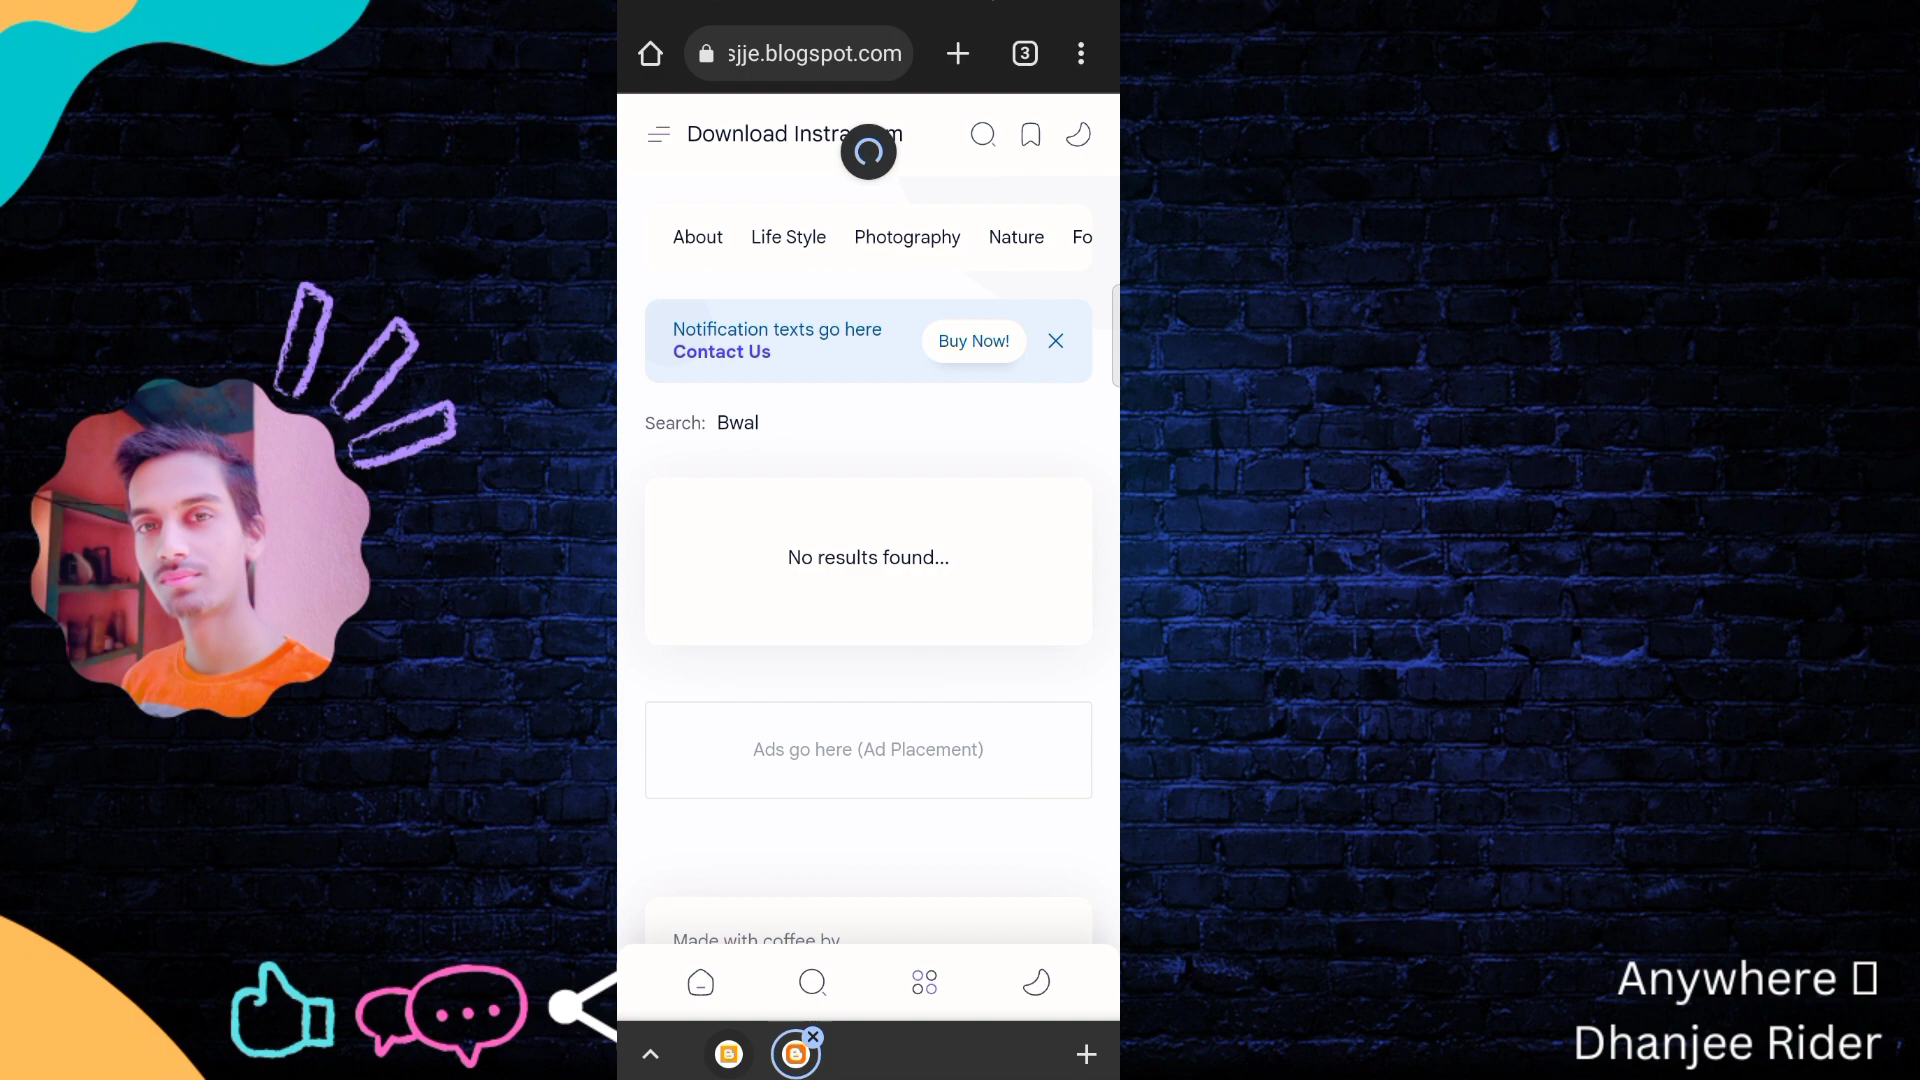 sjje.blogspot.com
3
Download
About Life Style Photography Nature Fo
Notification texts go here
Contact Us
Buy Now!
Search: Bwal
No results found...
Ads go here (Ad Placement)
Made with coffee by
Anywhere
Dhanjee Rider